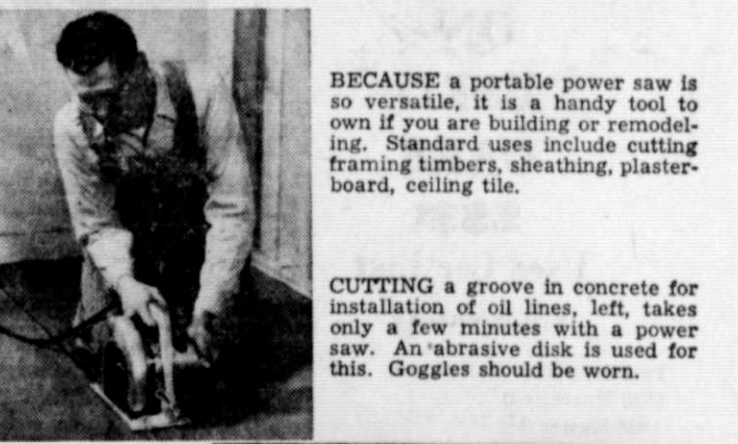 BECAUSE a portable power saw is
so versatile, it is a handy tool to
own if you are building or remodel-
ing. Standard uses include cutting
framing timbers, sheathing, plaster-
board, ceiling tile.
CUTTING a groove in concrete for
installation of oil lines, left, takes
only a few minutes with a power
saw. An abrasive disk is used for
this. Goggles should be worn.